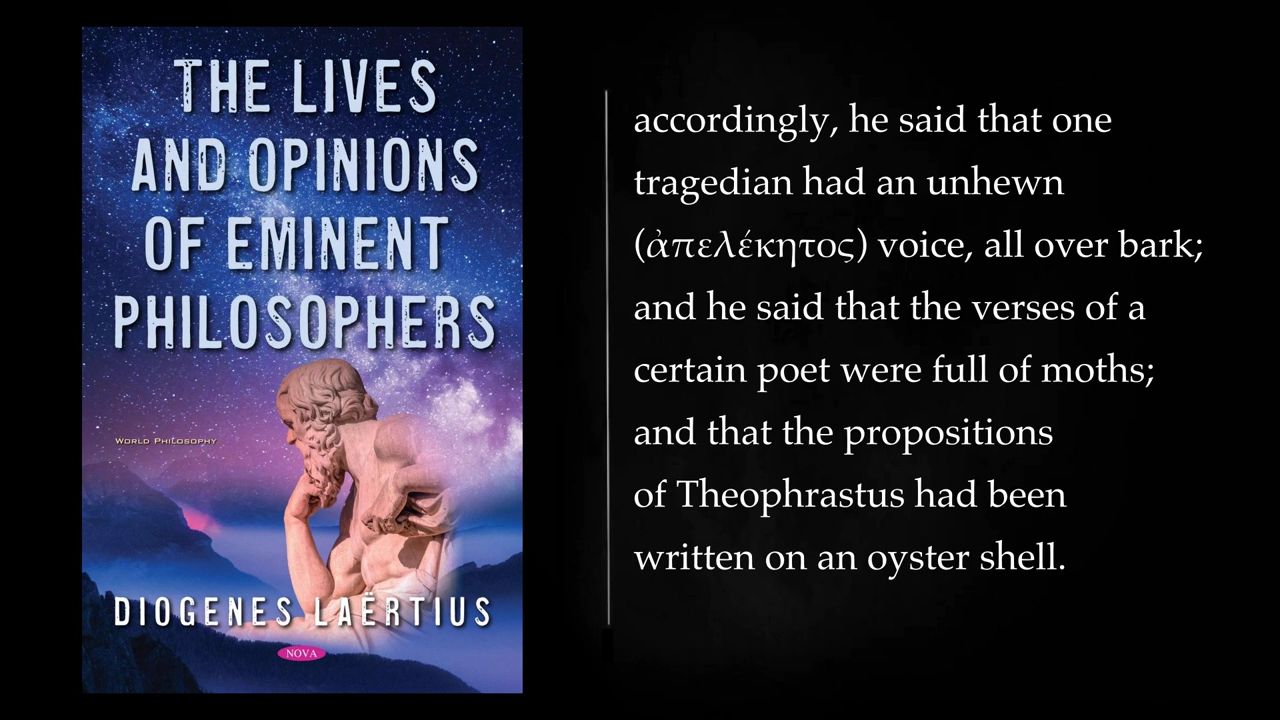 THE LIVES
AND OPINIONS
OF EMINENT
PHILOSOPHERS
WORLD PHILOSOPHY
DIOGENES LAËRTIUS
NOVA
accordingly, he said that one
tragedian had an unhewn
(ἀπελέκητος) voice, all over bark;
and he said that the verses of a
certain poet were full of moths;
and that the propositions
of Theophrastus had been
written on an oyster shell.